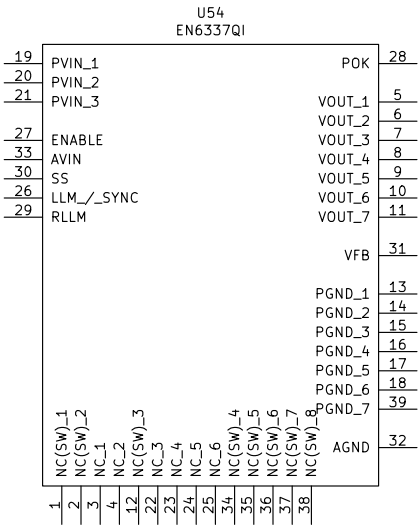 U54
EN6337QI
19 PVIN_1 POK 28
20 PVIN_2
21 PVIN_3 VOUT_1 5
VOUT_2 6
27 ENABLE VOUT_3 7
33 AVIN VOUT_4 8
30 SS VOUT_5 9
26 LLM_/_SYNC VOUT_6 10
29 RLLM VOUT_7 11
VFB 31
PGND_1 13
PGND_2 14
PGND_3 15
PGND_4 16
PGND_5 17
PGND_6 18
PGND_7 39
AGND 32
1 NC(SW)_1
2 NC(SW)_2
3 NC_1
4 NC_2
12 NC(SW)_3
22 NC_3
23 NC_4
24 NC_5
25 NC_6
34 NC(SW)_4
35 NC(SW)_5
36 NC(SW)_6
37 NC(SW)_7
38 NC(SW)_8